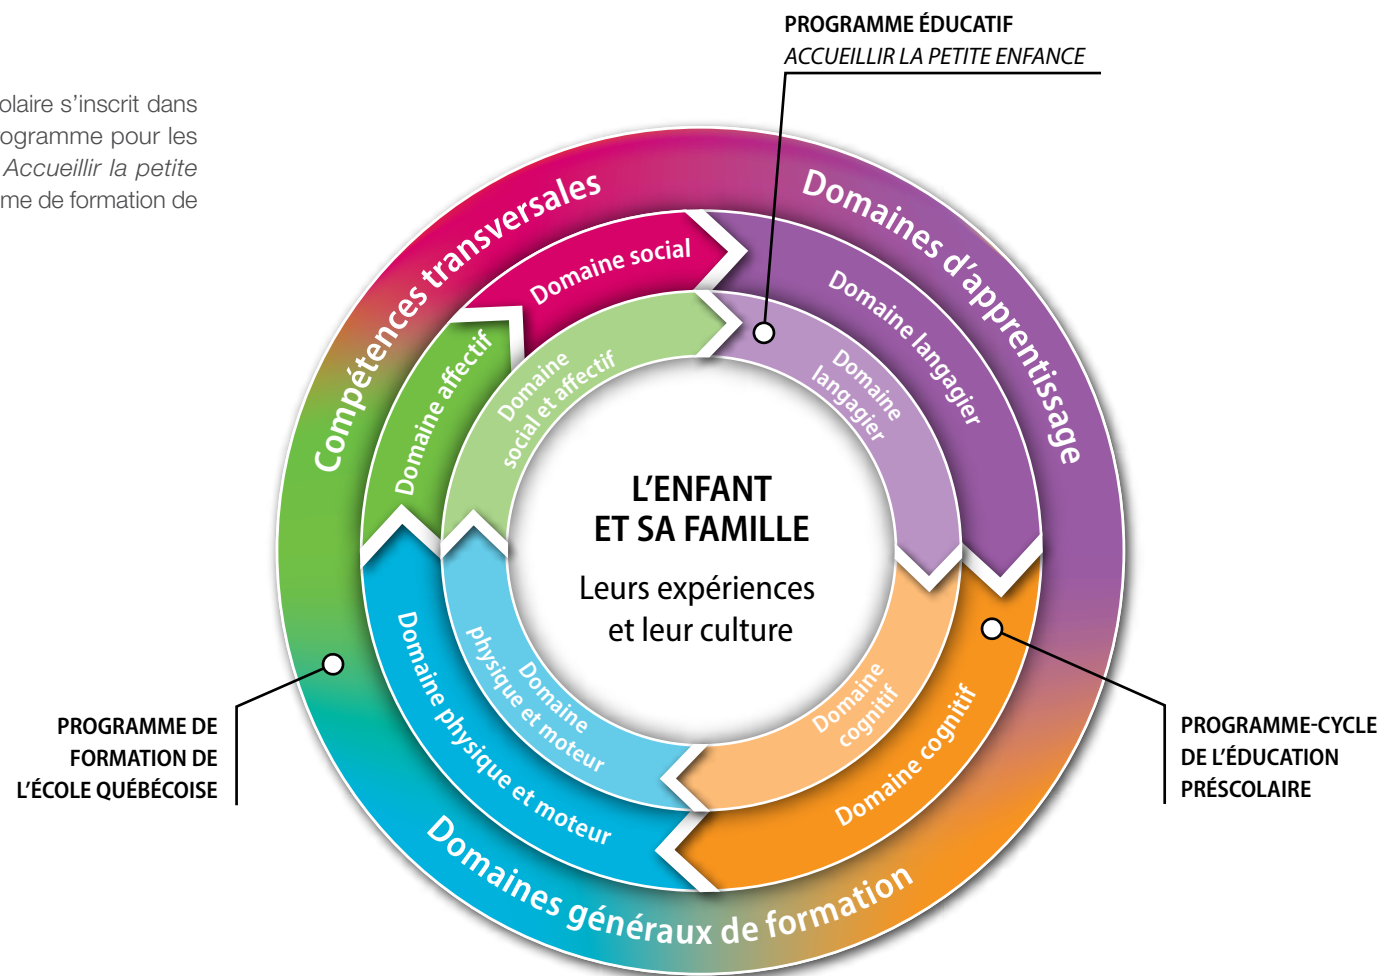 PROGRAMME ÉDUCATIF
ACCUEILLIR LA PETITE ENFANCE
olaire s’inscrit dans
rogramme pour les
Accueillir la petite
me de formation de
Compétences transversales
Domaines d’apprentissage
Domaine social
Domaine langagier
Domaine affectif
Domaine
social et affectif
Domaine
langagier
L’ENFANT
ET SA FAMILLE
Leurs expériences
et leur culture
Domaine physique et moteur
Domaine
physique et moteur
Domaine
cognitif
Domaine cognitif
PROGRAMME DE
FORMATION DE
L’ÉCOLE QUÉBÉCOISE
PROGRAMME-CYCLE
DE L’ÉDUCATION
PRÉSCOLAIRE
Domaines généraux de formation